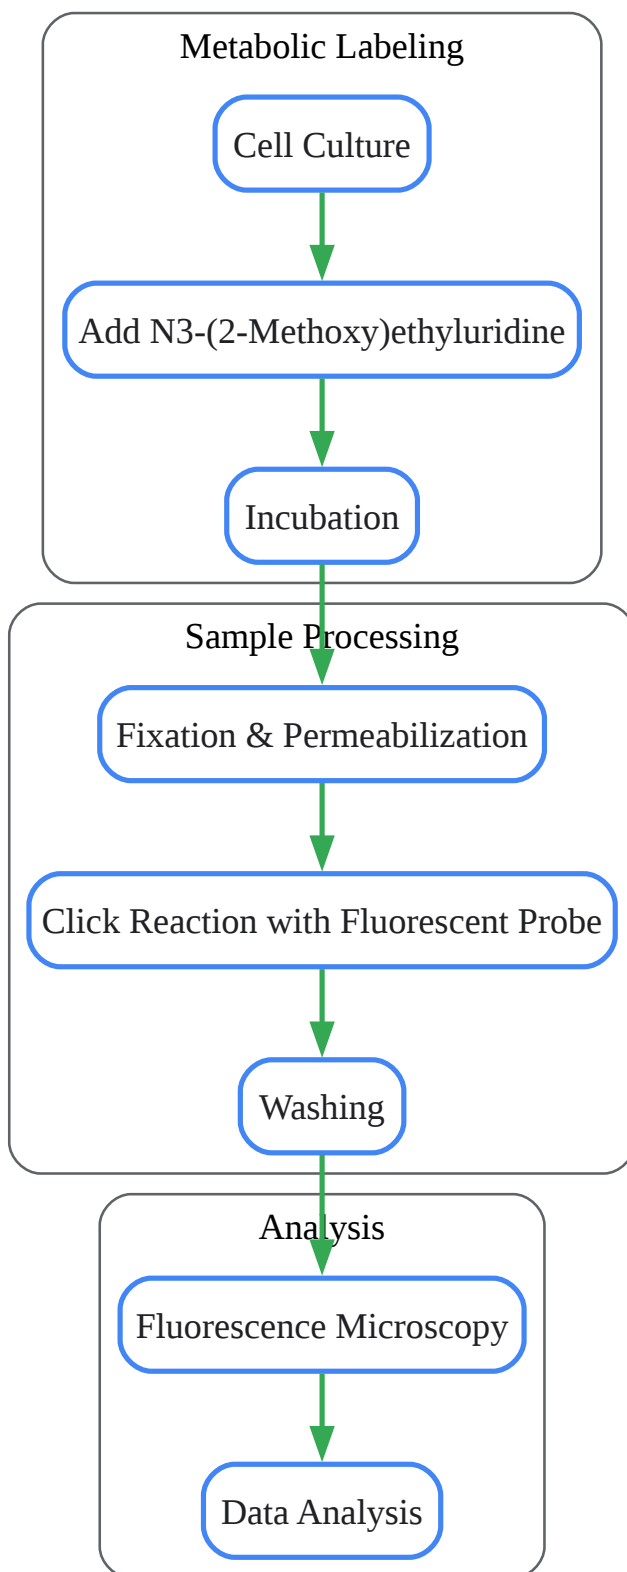 Metabolic Labeling
Cell Culture
Add N3-(2-Methoxy)ethyluridine
Incubation
Sample Processing
Fixation & Permeabilization
Click Reaction with Fluorescent Probe
Washing
Analysis
Fluorescence Microscopy
Data Analysis